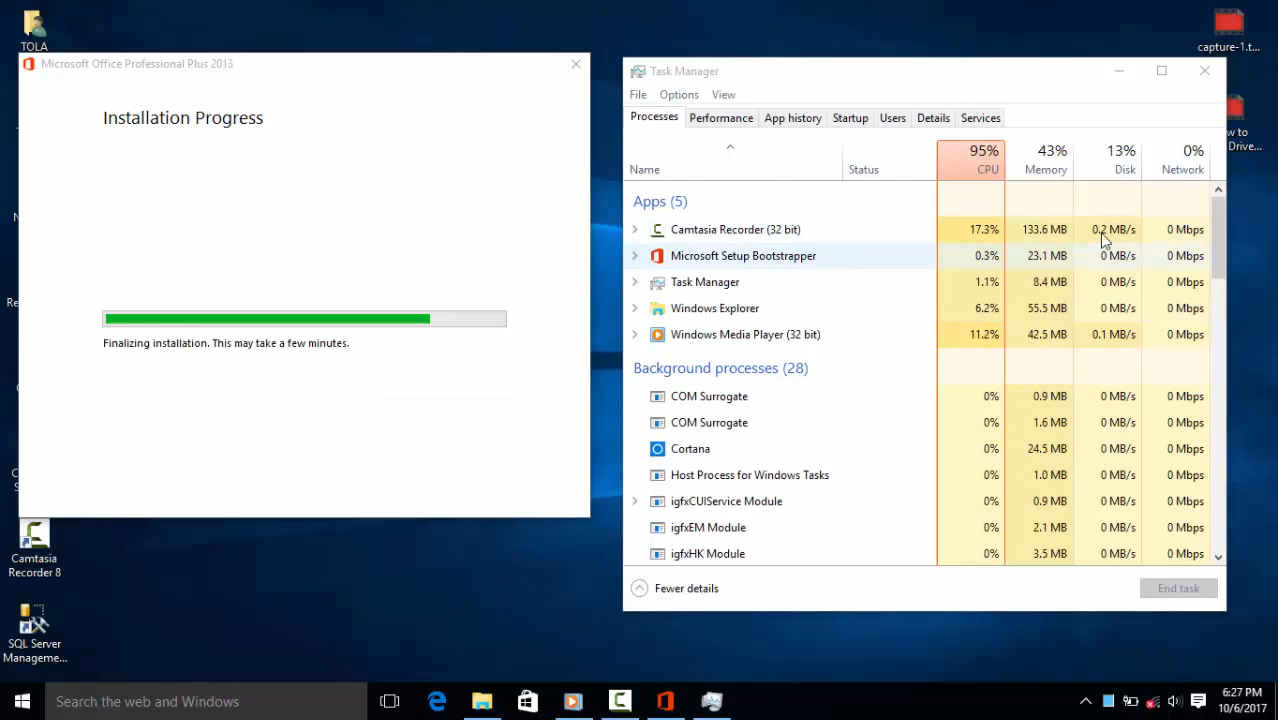 TOLA
capture-1.t...
Microsoft Office Professional Plus 2013
Installation Progress
Finalizing installation. This may take a few minutes.
Task Manager
File Options View
Processes Performance App history Startup Users Details Services
95% 43% 13% 0%
Name Status CPU Memory Disk Network
Apps (5)
Camtasia Recorder (32 bit) 17.3% 133.6 MB 0.2 MB/s 0 Mbps
Microsoft Setup Bootstrapper 0.3% 23.1 MB 0 MB/s 0 Mbps
Task Manager 1.1% 8.4 MB 0 MB/s 0 Mbps
Windows Explorer 6.2% 55.5 MB 0 MB/s 0 Mbps
Windows Media Player (32 bit) 11.2% 42.5 MB 0.1 MB/s 0 Mbps
Background processes (28)
COM Surrogate 0% 0.9 MB 0 MB/s 0 Mbps
COM Surrogate 0% 1.6 MB 0 MB/s 0 Mbps
Cortana 0% 24.5 MB 0 MB/s 0 Mbps
Host Process for Windows Tasks 0% 1.0 MB 0 MB/s 0 Mbps
igfxCUIService Module 0% 0.9 MB 0 MB/s 0 Mbps
igfxEM Module 0% 2.1 MB 0 MB/s 0 Mbps
igfxHK Module 0% 3.5 MB 0 MB/s 0 Mbps
Fewer details
End task
w to
Drive...
Camtasia
Recorder 8
SQL Server
Manageme...
Search the web and Windows
6:27 PM
10/6/2017